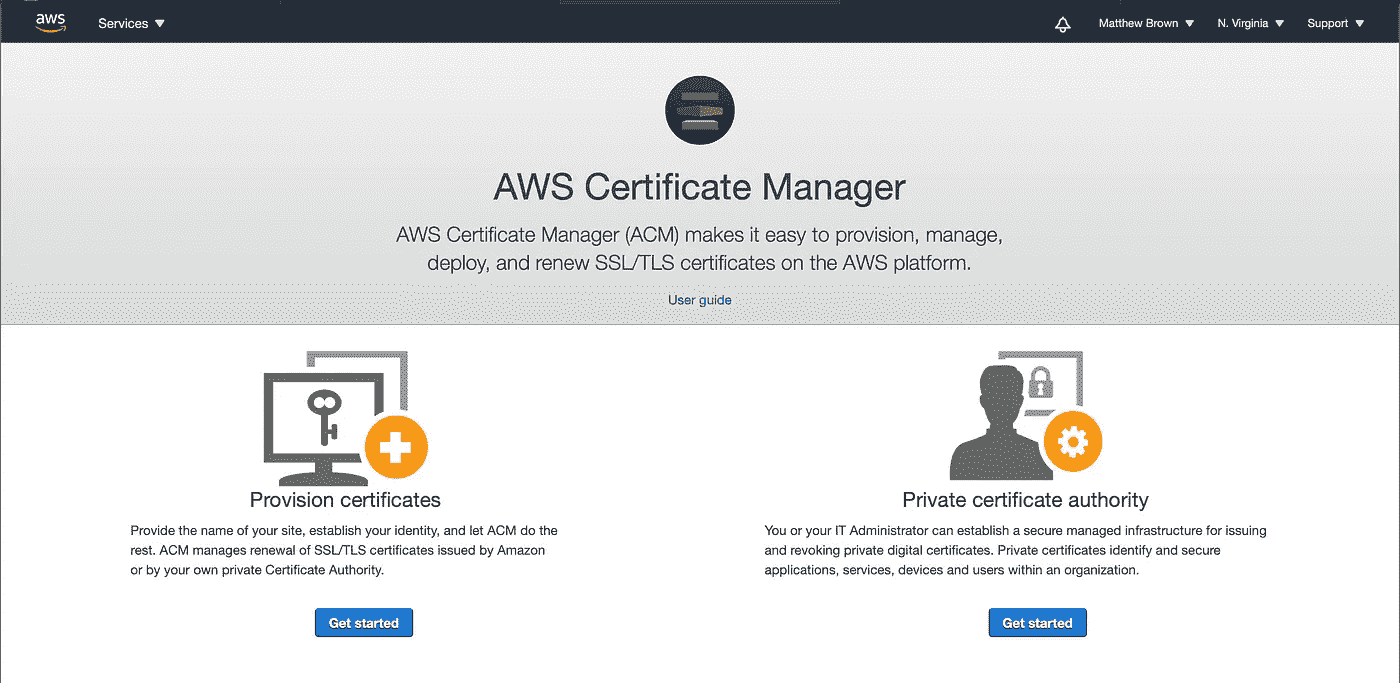 aws
Services
Matthew Brown
N. Virginia
Support
AWS Certificate Manager
AWS Certificate Manager (ACM) makes it easy to provision, manage,
deploy, and renew SSL/TLS certificates on the AWS platform.
User guide
Provision certificates
Provide the name of your site, establish your identity, and let ACM do the
rest. ACM manages renewal of SSL/TLS certificates issued by Amazon
or by your own private Certificate Authority.
Get started
Private certificate authority
You or your IT Administrator can establish a secure managed infrastructure for issuing
and revoking private digital certificates. Private certificates identify and secure
applications, services, devices and users within an organization.
Get started